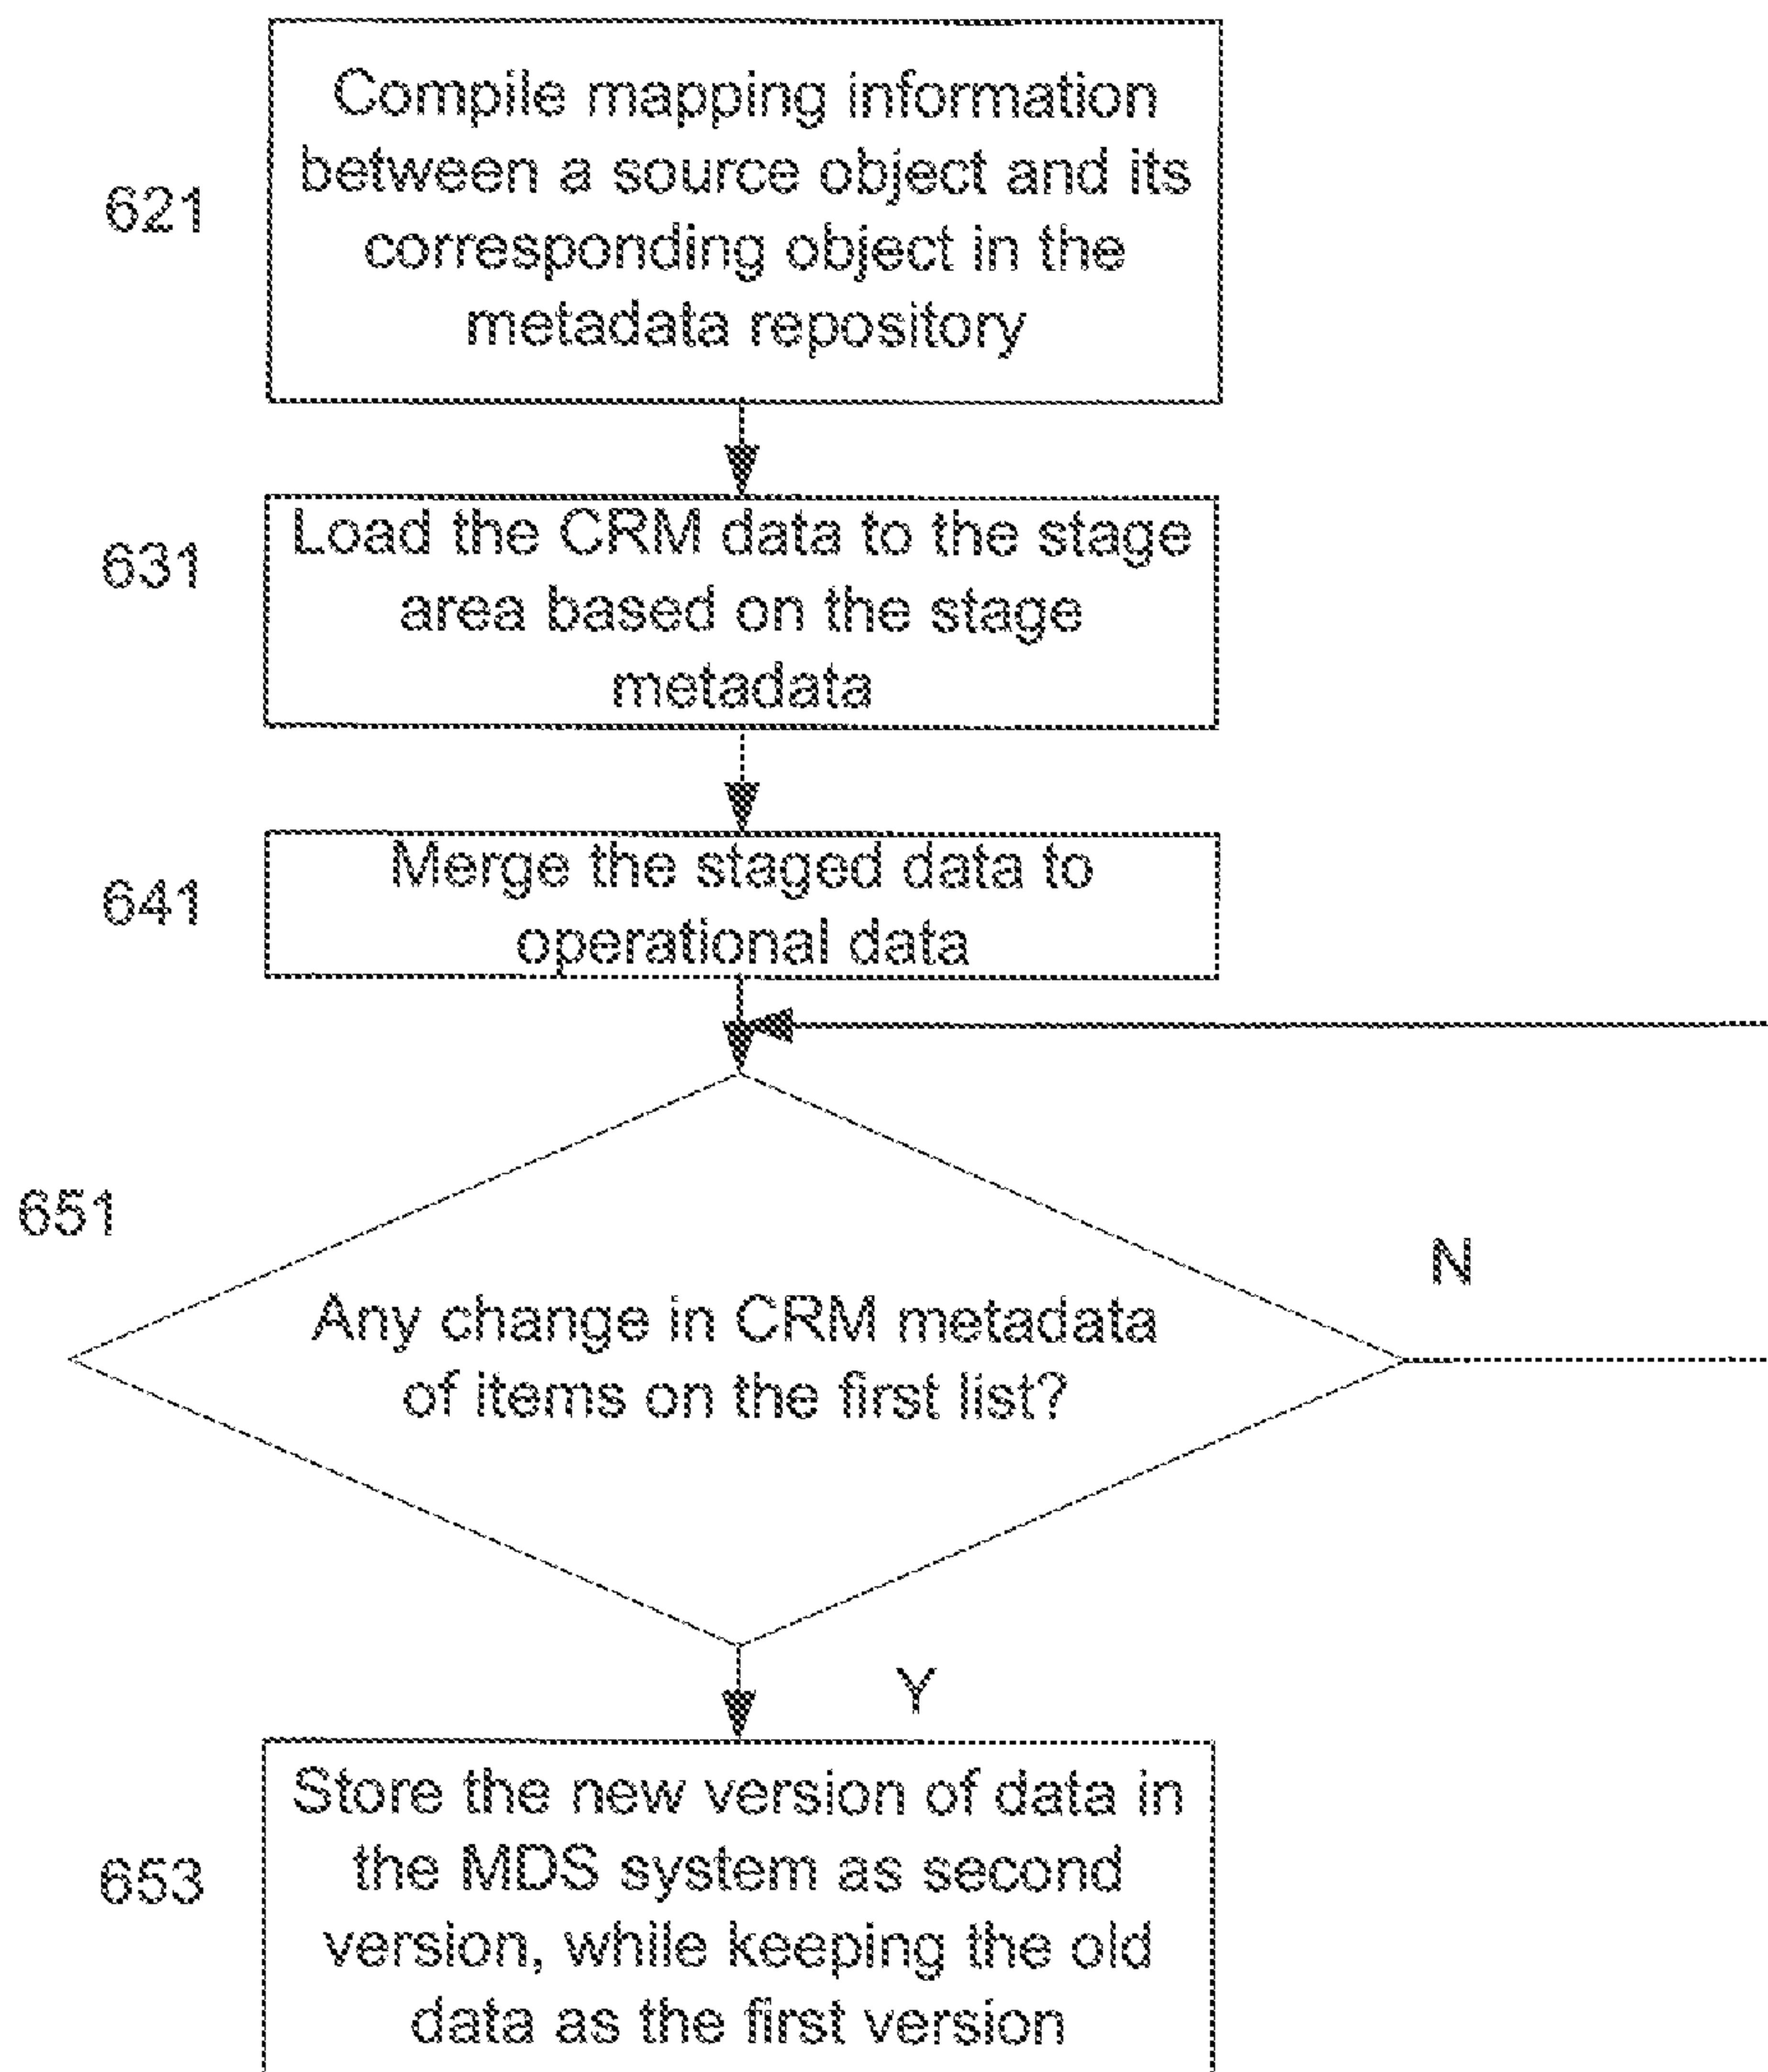 Compile mapping information
between a source object and its
corresponding object in the
metadata repository
621
Load the CRM data to the stage
area based on the stage
metadata
631
Merge the staged data to
operational data
641
651
Any change in CRM metadata
of items on the first list?
N
Y
Store the new version of data in
the MDS system as second
version, while keeping the old
data as the first version
653